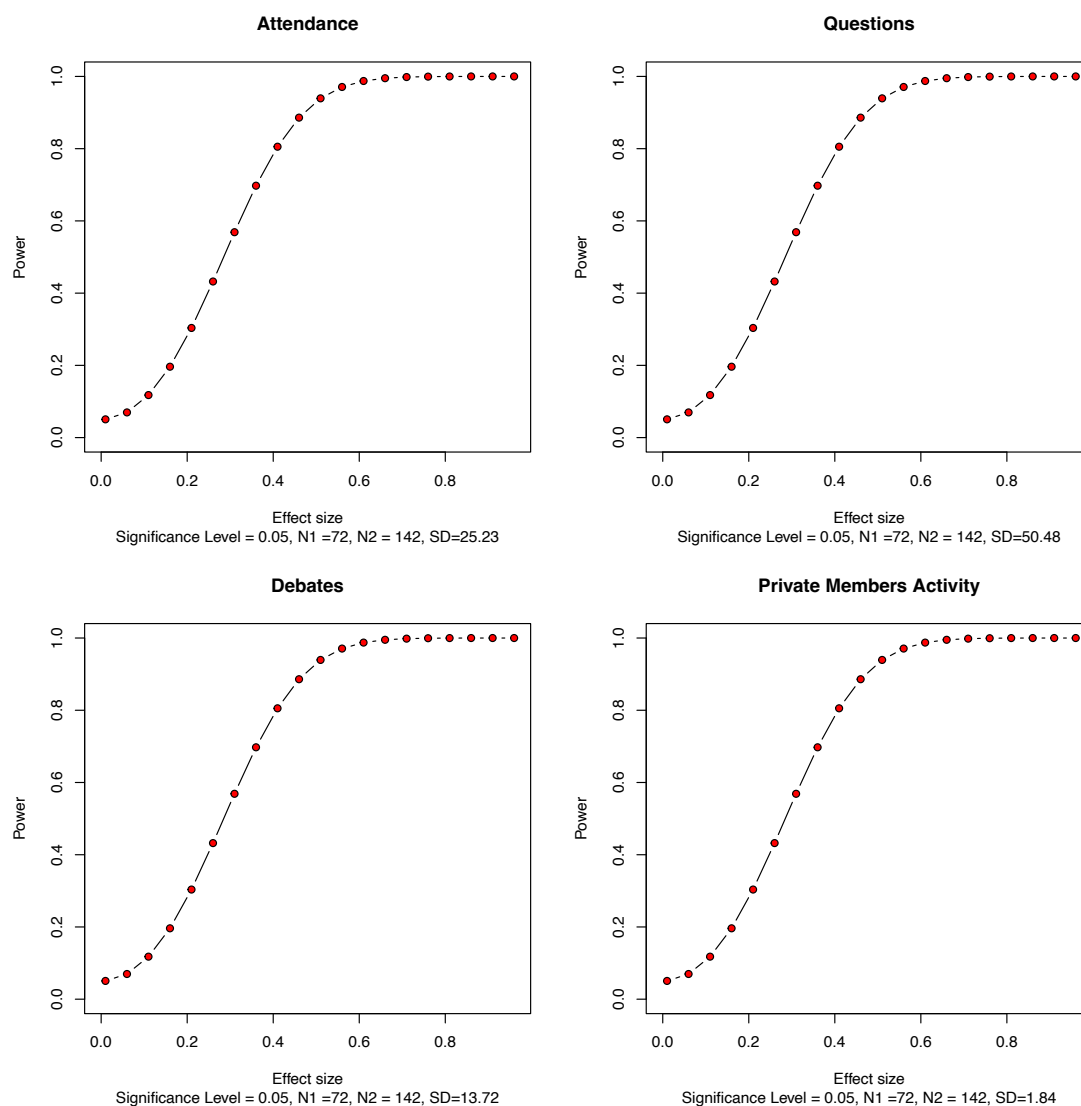 Attendance
Power
0.0 0.2 0.4 0.6 0.8 1.0
0.0 0.2 0.4 0.6 0.8
Effect size
Significance Level = 0.05, N1 =72, N2 = 142, SD=25.23
Questions
Power
0.0 0.2 0.4 0.6 0.8 1.0
0.0 0.2 0.4 0.6 0.8
Effect size
Significance Level = 0.05, N1 =72, N2 = 142, SD=50.48
Debates
Power
0.0 0.2 0.4 0.6 0.8 1.0
0.0 0.2 0.4 0.6 0.8
Effect size
Significance Level = 0.05, N1 =72, N2 = 142, SD=13.72
Private Members Activity
Power
0.0 0.2 0.4 0.6 0.8 1.0
0.0 0.2 0.4 0.6 0.8
Effect size
Significance Level = 0.05, N1 =72, N2 = 142, SD=1.84